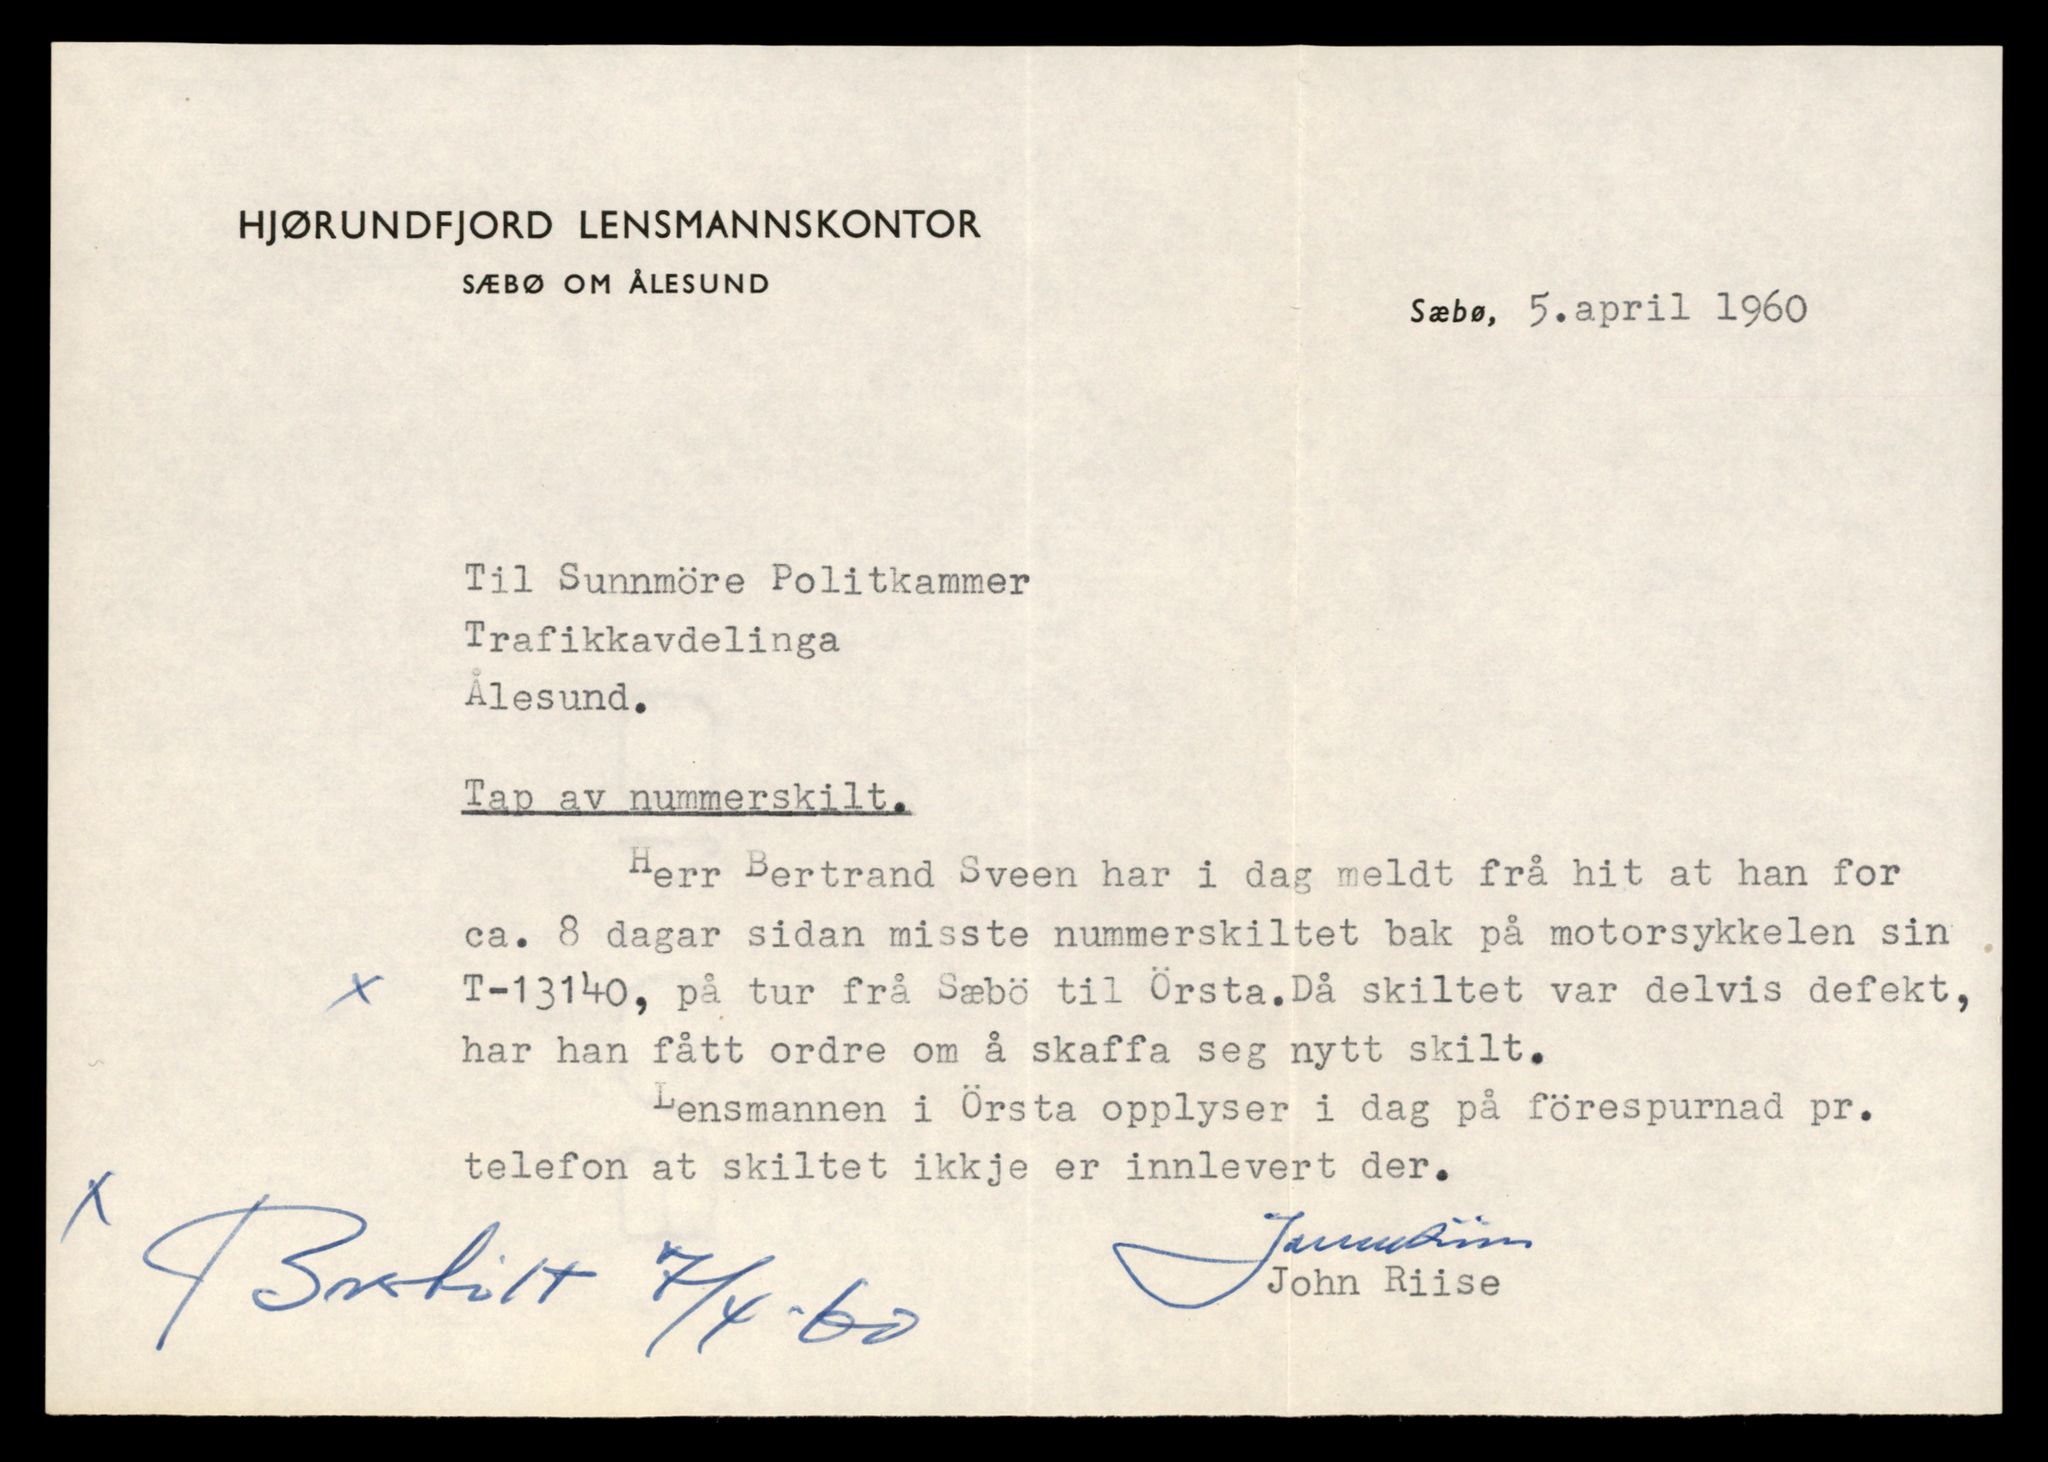 HJØRUNDFJORD LENSMANNSKONTOR
SÆBØ OM ÅLESUND
Sæbø, 5.april 1960
Til Sunnmöre Politkammer
Trafikkavdelinga
Ålesund.
Tap av nummerskilt.
Herr Bertrand Sveen har i dag meldt frå hit at han for
ca. 8 dagar sidan misste nummerskiltet bak på motorsykkelen sin
x T-13140, på tur frå Sæbö til Örsta.Då skiltet var delvis defekt,
har han fått ordre om å skaffa seg nytt skilt.
Lensmannen i Örsta opplyser i dag på förespurnad pr.
telefon at skiltet ikkje er innlevert der.
x
7/4-60
John Riise